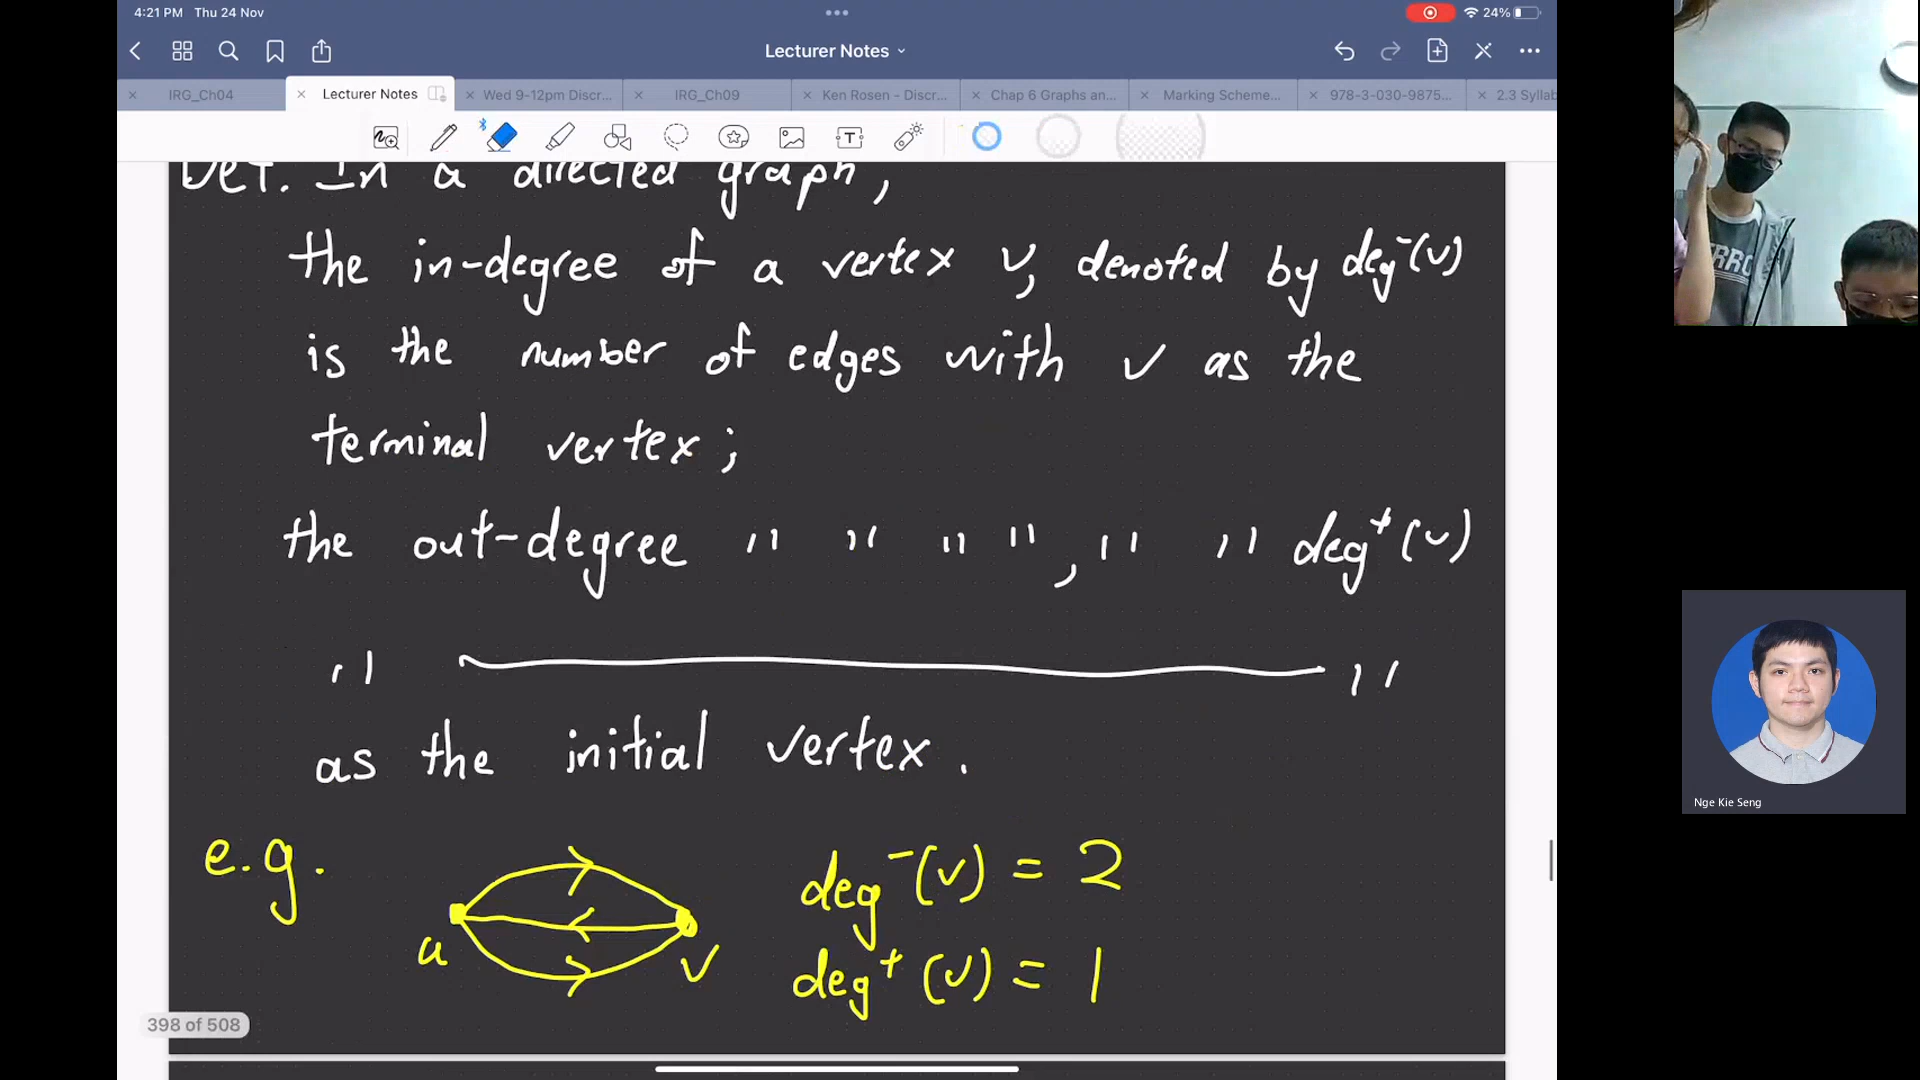 4:21 PM Thu 24 Nov
24%
Lecturer Notes
IRG_Ch04
Lecturer Notes
Wed 9-12pm Discr...
IRG_Ch09
Ken Rosen – Discr...
Chap 6 Graphs an...
Marking Scheme...
978-3-030-9875...
2.3 Syllab
Def. In a directed graph,
the in-degree of a vertex v, denoted by deg⁻(v)
is the number of edges with v as the
terminal vertex;
the out-degree " " " ", " " deg⁺(v)
" ——— "
as the initial vertex.
e.g.
u v
deg⁻(v) = 2
deg⁺(v) = 1
398 of 508
Nge Kie Seng